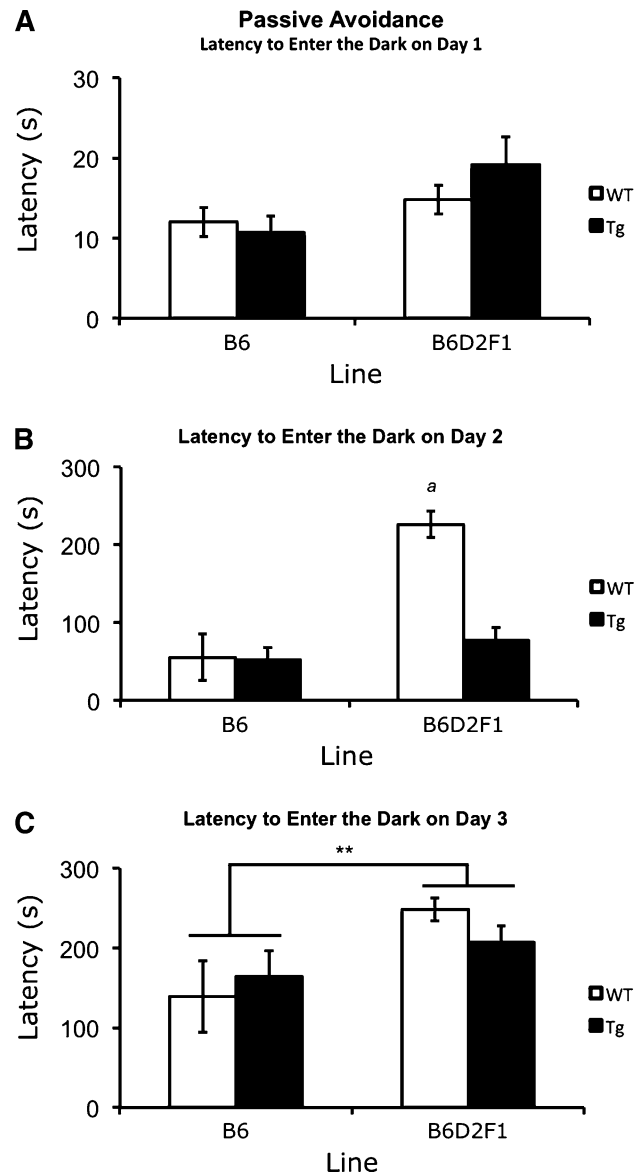 A
Passive Avoidance
Latency to Enter the Dark on Day 1
Latency (s)
30
20
10
0
WT
Tg
B6
B6D2F1
Line
B
Latency to Enter the Dark on Day 2
Latency (s)
300
200
100
0
a
WT
Tg
B6
B6D2F1
Line
C
Latency to Enter the Dark on Day 3
Latency (s)
300
200
100
0
**
WT
Tg
B6
B6D2F1
Line